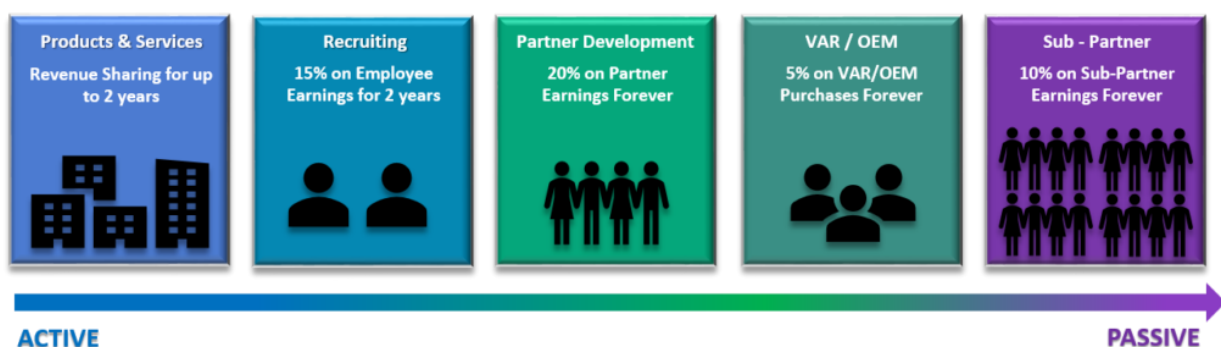 Products & Services
Revenue Sharing for up
to 2 years
Recruiting
15% on Employee
Earnings for 2 years
Partner Development
20% on Partner
Earnings Forever
VAR / OEM
5% on VAR/OEM
Purchases Forever
Sub - Partner
10% on Sub-Partner
Earnings Forever
ACTIVE
PASSIVE